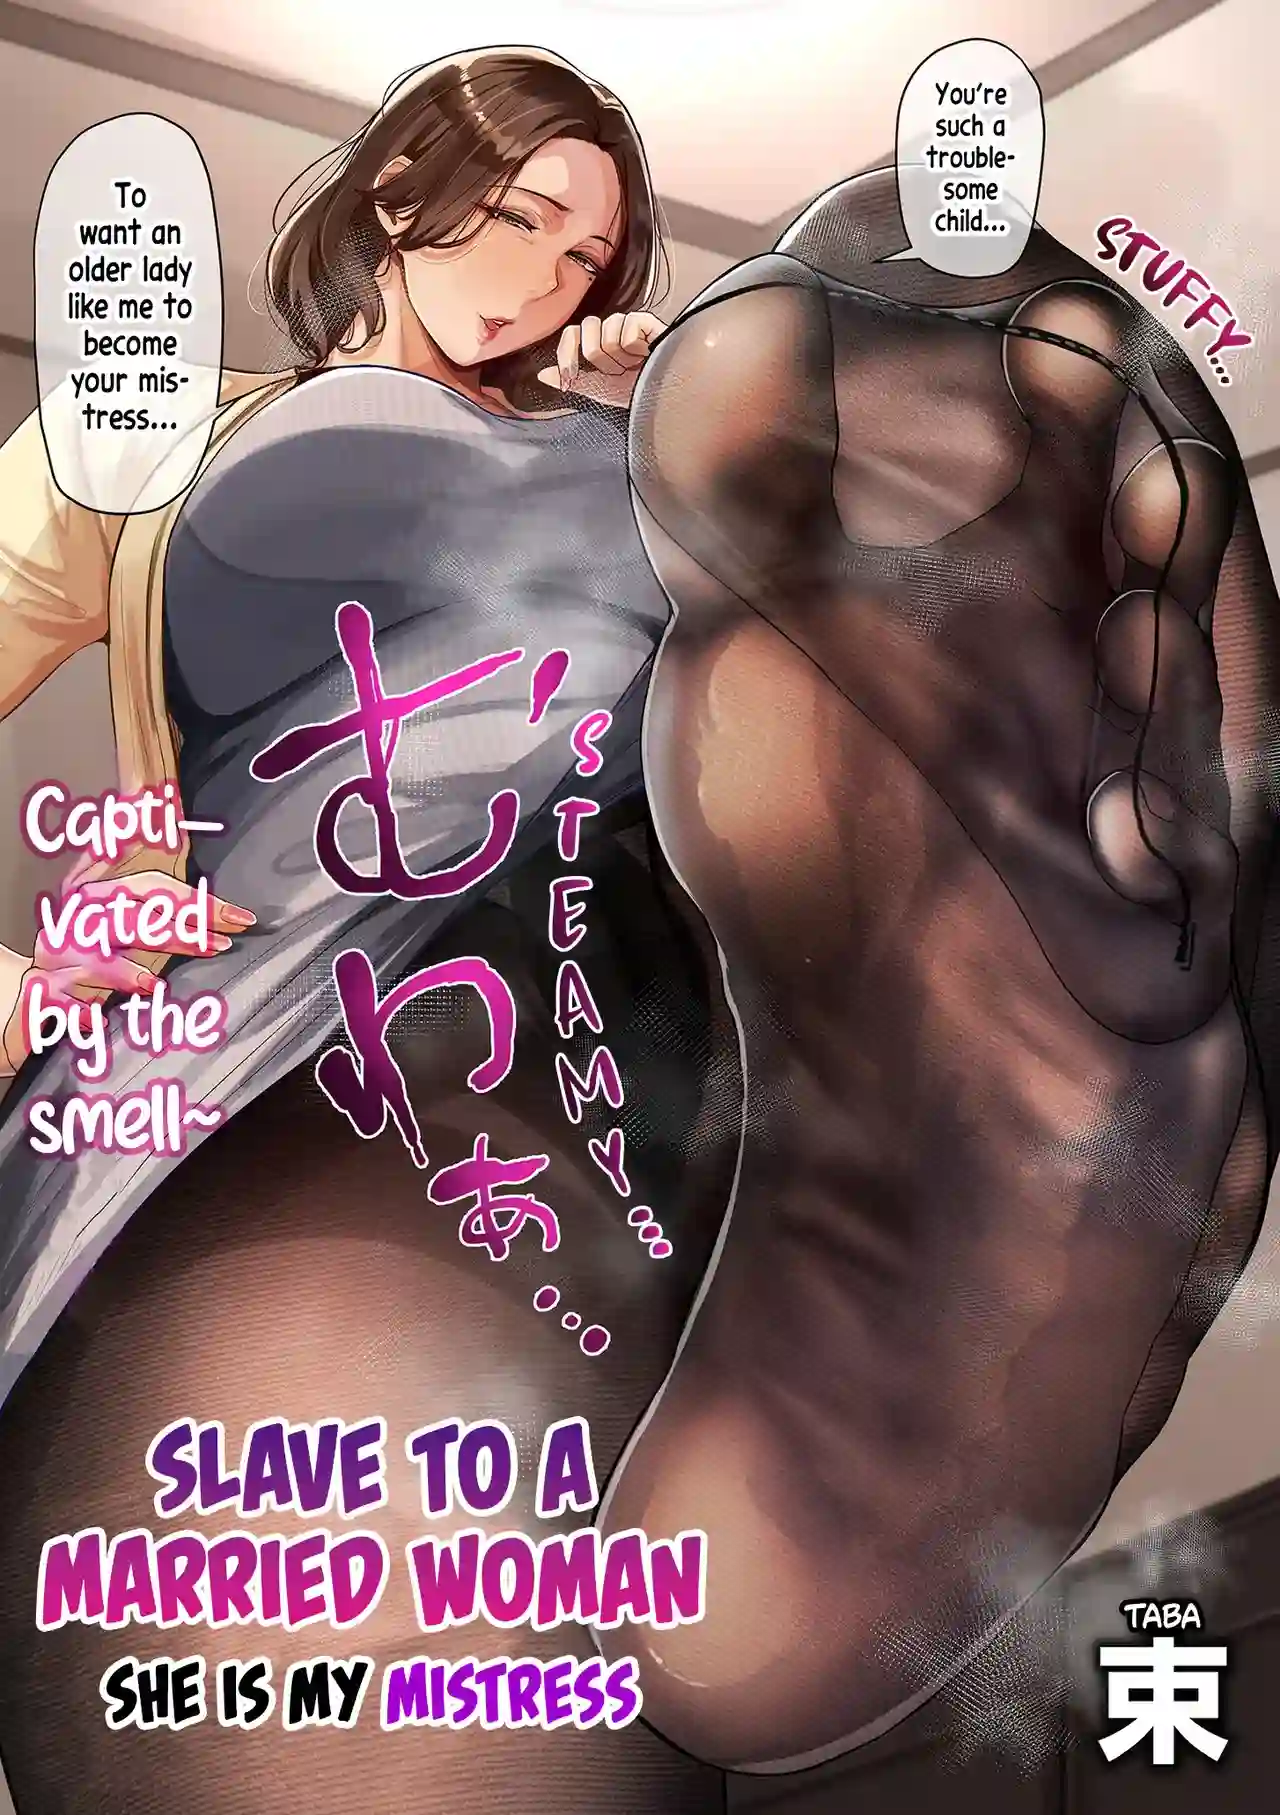 You're
such a
trouble-
some
child...
STUFFY...
To
want an
older lady
like me to
become
your mis-
tress...
むわぁ...
'STEAMY...
Capti–
vated
by the
smell~
SLAVE TO A
MARRIED WOMAN
SHE IS MY MISTRESS
TABA
束